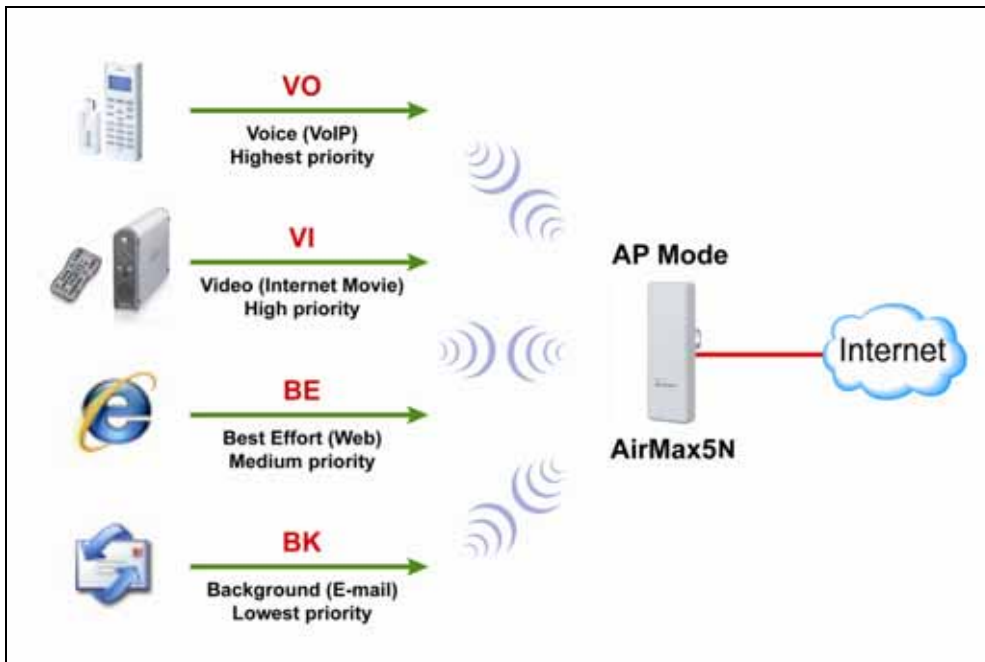 VO
Voice (VoIP)
Highest priority
VI
Video (Internet Movie)
High priority
BE
Best Effort (Web)
Medium priority
BK
Background (E-mail)
Lowest priority
AP Mode
AirMax5N
Internet